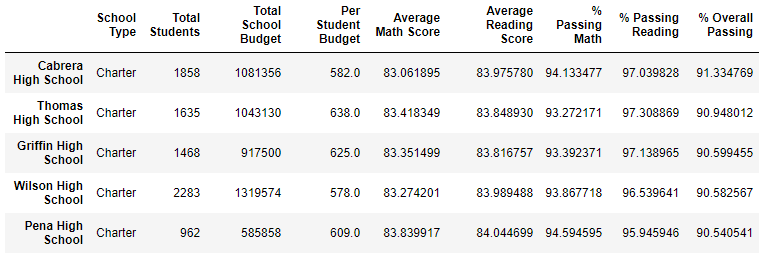 School Type Total Students Total School Budget Per Student Budget Average Math Score Average Reading Score % Passing Math % Passing Reading % Overall Passing
Cabrera High School Charter 1858 1081356 582.0 83.061895 83.975780 94.133477 97.039828 91.334769
Thomas High School Charter 1635 1043130 638.0 83.418349 83.848930 93.272171 97.308869 90.948012
Griffin High School Charter 1468 917500 625.0 83.351499 83.816757 93.392371 97.138965 90.599455
Wilson High School Charter 2283 1319574 578.0 83.274201 83.989488 93.867718 96.539641 90.582567
Pena High School Charter 962 585858 609.0 83.839917 84.044699 94.594595 95.945946 90.540541